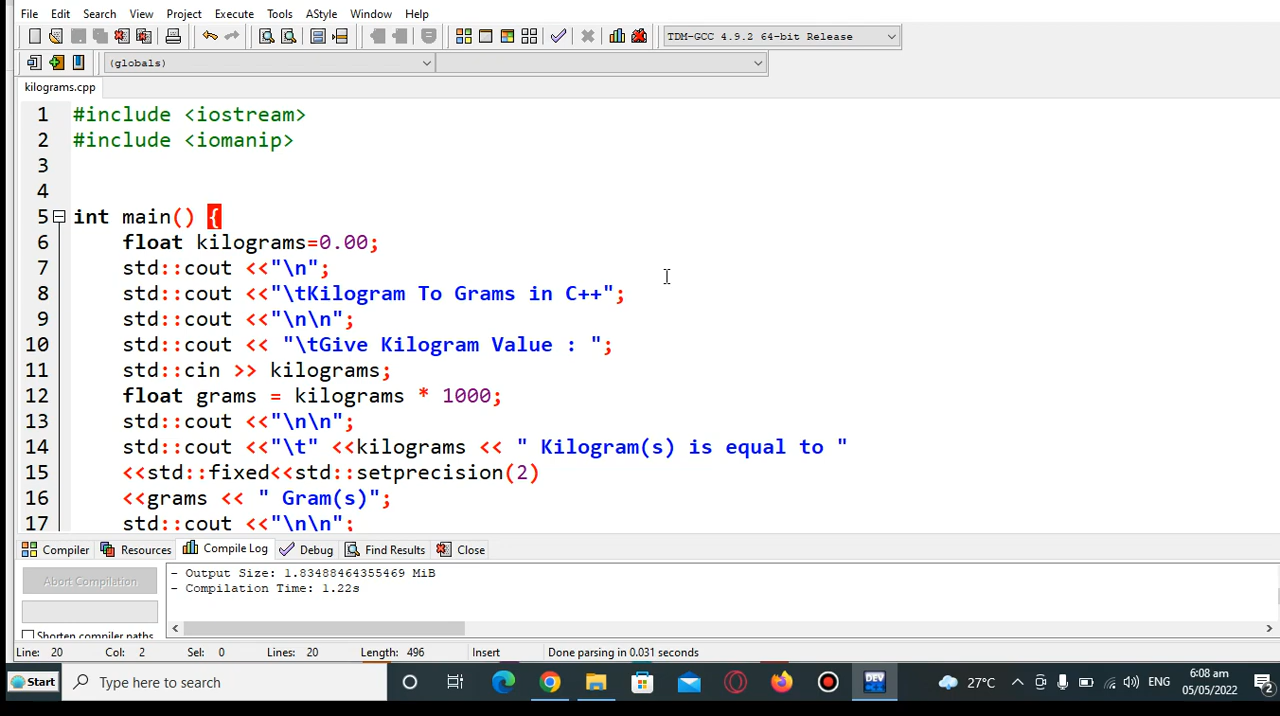 File Edit Search View Project Execute Tools AStyle Window Help
TDM-GCC 4.9.2 64-bit Release
(globals)
kilograms.cpp
1 #include <iostream>
2 #include <iomanip>
3
4
5 int main() {
6 float kilograms=0.00;
7 std::cout <<"\n";
8 std::cout <<"\tKilogram To Grams in C++";
9 std::cout <<"\n\n";
10 std::cout << "\tGive Kilogram Value : ";
11 std::cin >> kilograms;
12 float grams = kilograms * 1000;
13 std::cout <<"\n\n";
14 std::cout <<"\t" <<kilograms << " Kilogram(s) is equal to "
15 <<std::fixed<<std::setprecision(2)
16 <<grams << " Gram(s)";
17 std::cout <<"\n\n";
Compiler Resources Compile Log Debug Find Results Close
Abort Compilation
Shorten compiler paths
- Output Size: 1.83488464355469 MiB
- Compilation Time: 1.22s
Line: 20 Col: 2 Sel: 0 Lines: 20 Length: 496 Insert Done parsing in 0.031 seconds
Start Type here to search DEV 27°C ENG 6:08 am
05/05/2022 2